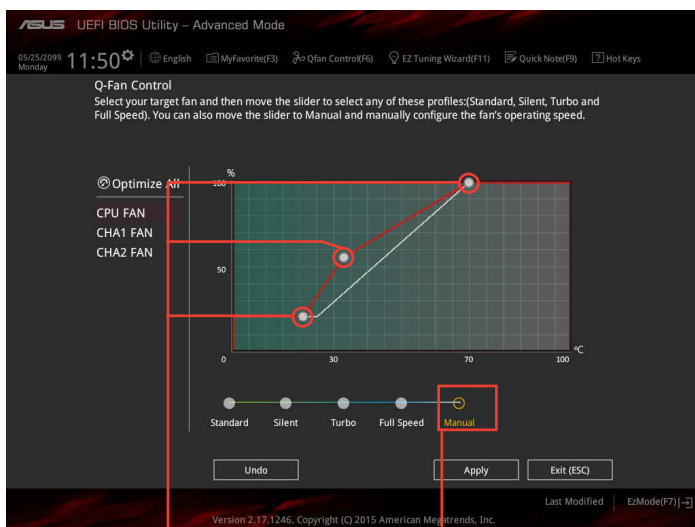 ASUS UEFI BIOS Utility – Advanced Mode
05/25/2099
Monday
11:50
English
MyFavorite(F3)
Qfan Control(F6)
EZ Tuning Wizard(F11)
Quick Note(F9)
? Hot Keys
Q-Fan Control
Select your target fan and then move the slider to select any of these profiles:(Standard, Silent, Turbo and
Full Speed). You can also move the slider to Manual and manually configure the fan's operating speed.
Optimize All
CPU FAN
CHA1 FAN
CHA2 FAN
%
100
50
0
30
70
100
°C
Standard
Silent
Turbo
Full Speed
Manual
Undo
Apply
Exit (ESC)
Last Modified
EzMode(F7)
Version 2.17.1246. Copyright (C) 2015 American Megatrends, Inc.